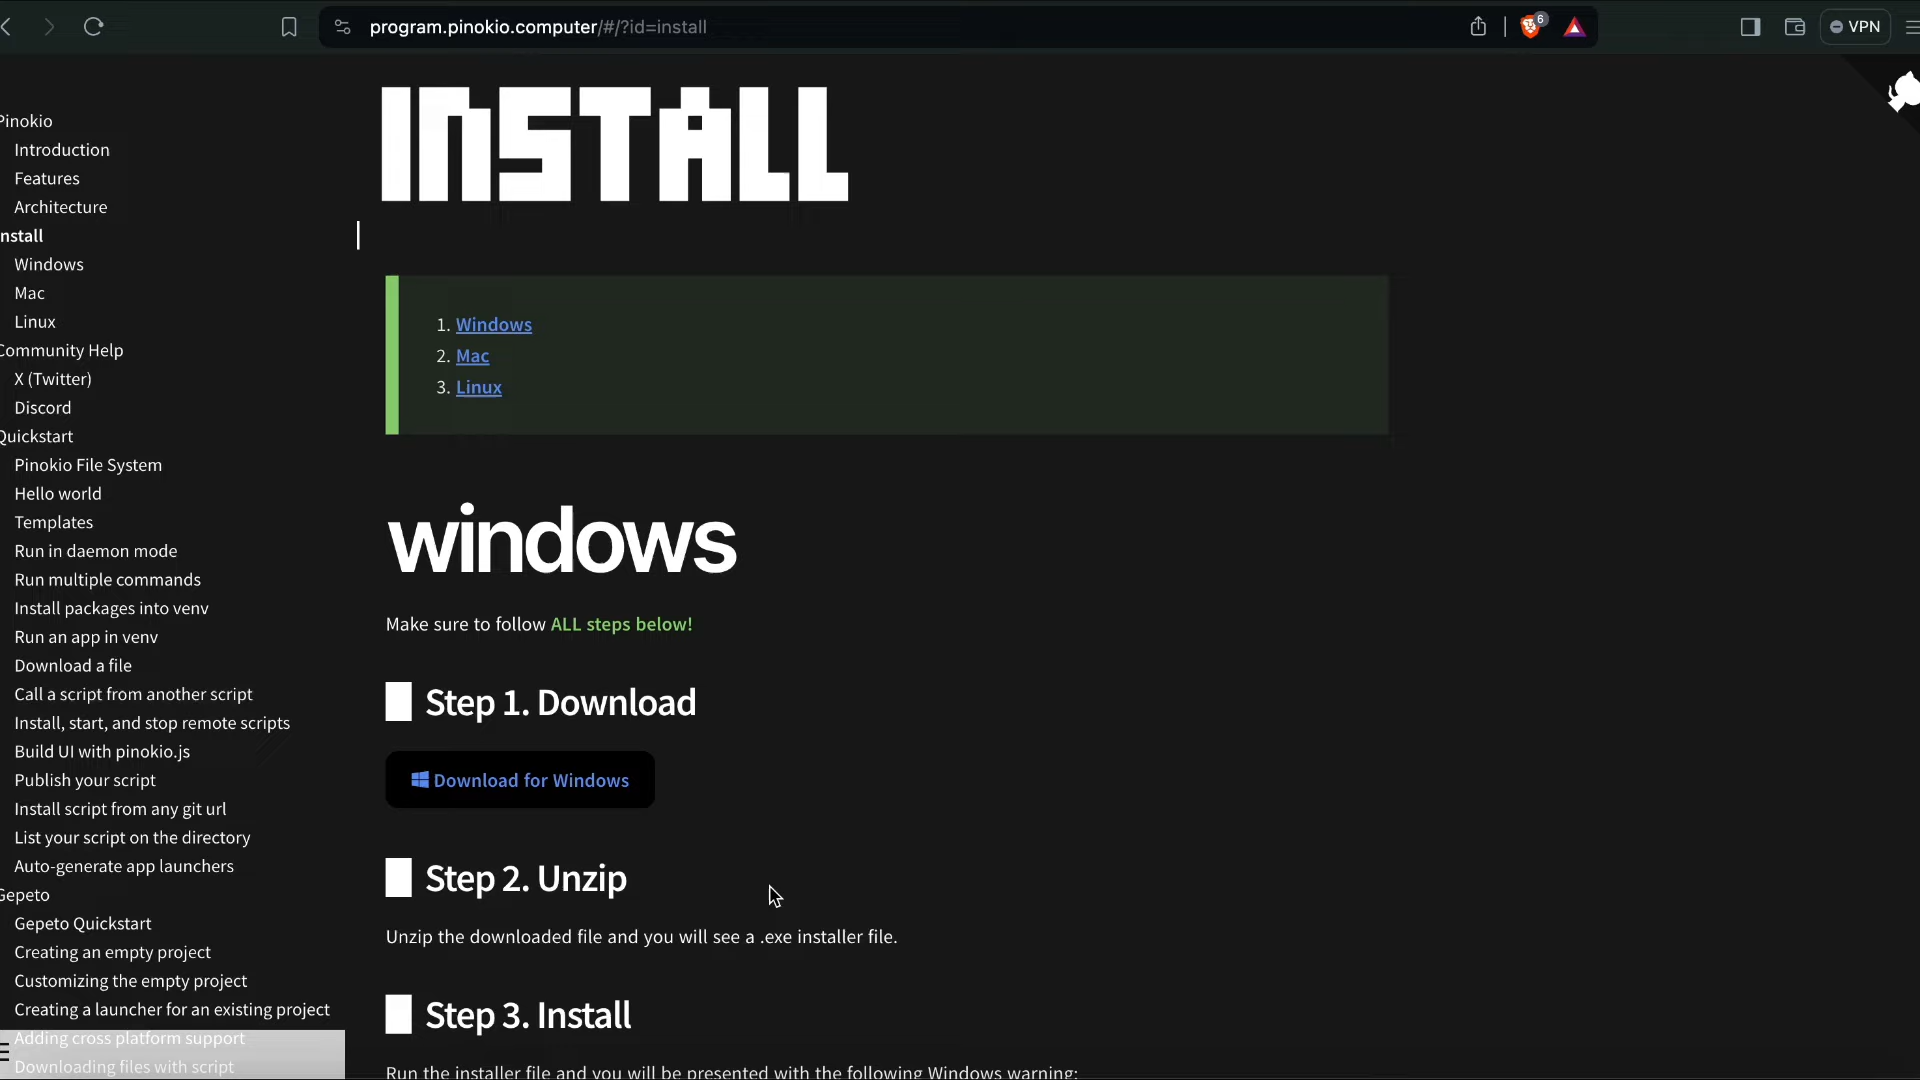 program.pinokio.computer/#/?id=install
6
VPN
Pinokio
Introduction
Features
Architecture
nstall
Windows
Mac
Linux
Community Help
X (Twitter)
Discord
Quickstart
Pinokio File System
Hello world
Templates
Run in daemon mode
Run multiple commands
Install packages into venv
Run an app in venv
Download a file
Call a script from another script
Install, start, and stop remote scripts
Build UI with pinokio.js
Publish your script
Install script from any git url
List your script on the directory
Auto-generate app launchers
Gepeto
Gepeto Quickstart
Creating an empty project
Customizing the empty project
Creating a launcher for an existing project
Adding cross platform support
Downloading files with script
INSTALL
1. Windows
2. Mac
3. Linux
windows
Make sure to follow ALL steps below!
Step 1. Download
Download for Windows
Step 2. Unzip
Unzip the downloaded file and you will see a .exe installer file.
Step 3. Install
Run the installer file and you will be presented with the following Windows warning: